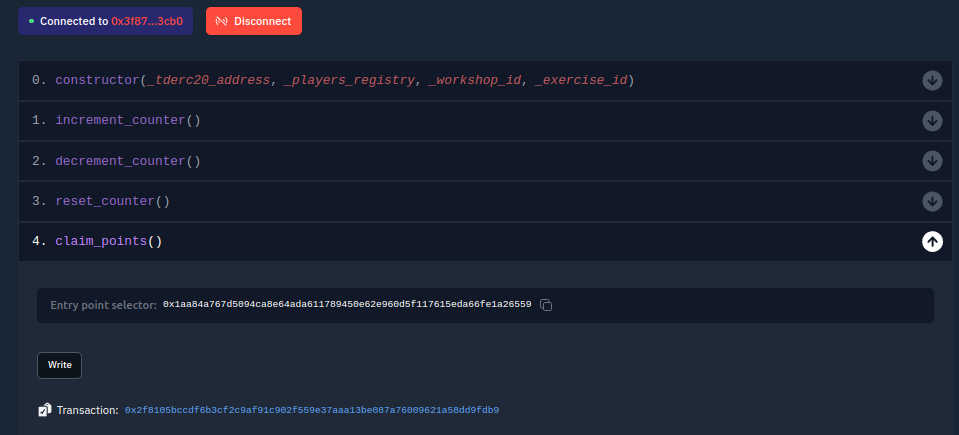 Connected to 0x3f87...3cb0 Disconnect
0. constructor(_tderc20_address, _players_registry, _workshop_id, _exercise_id)
1. increment_counter()
2. decrement_counter()
3. reset_counter()
4. claim_points()
Entry point selector: 0x1aa84a767d5094ca8e64ada611789450e62e960d5f117615eda66fe1a26559
Write
Transaction: 0x2f8105bccdf6b3cf2c9af91c902f559e37aaa13be087a76009621a58dd9fdb9